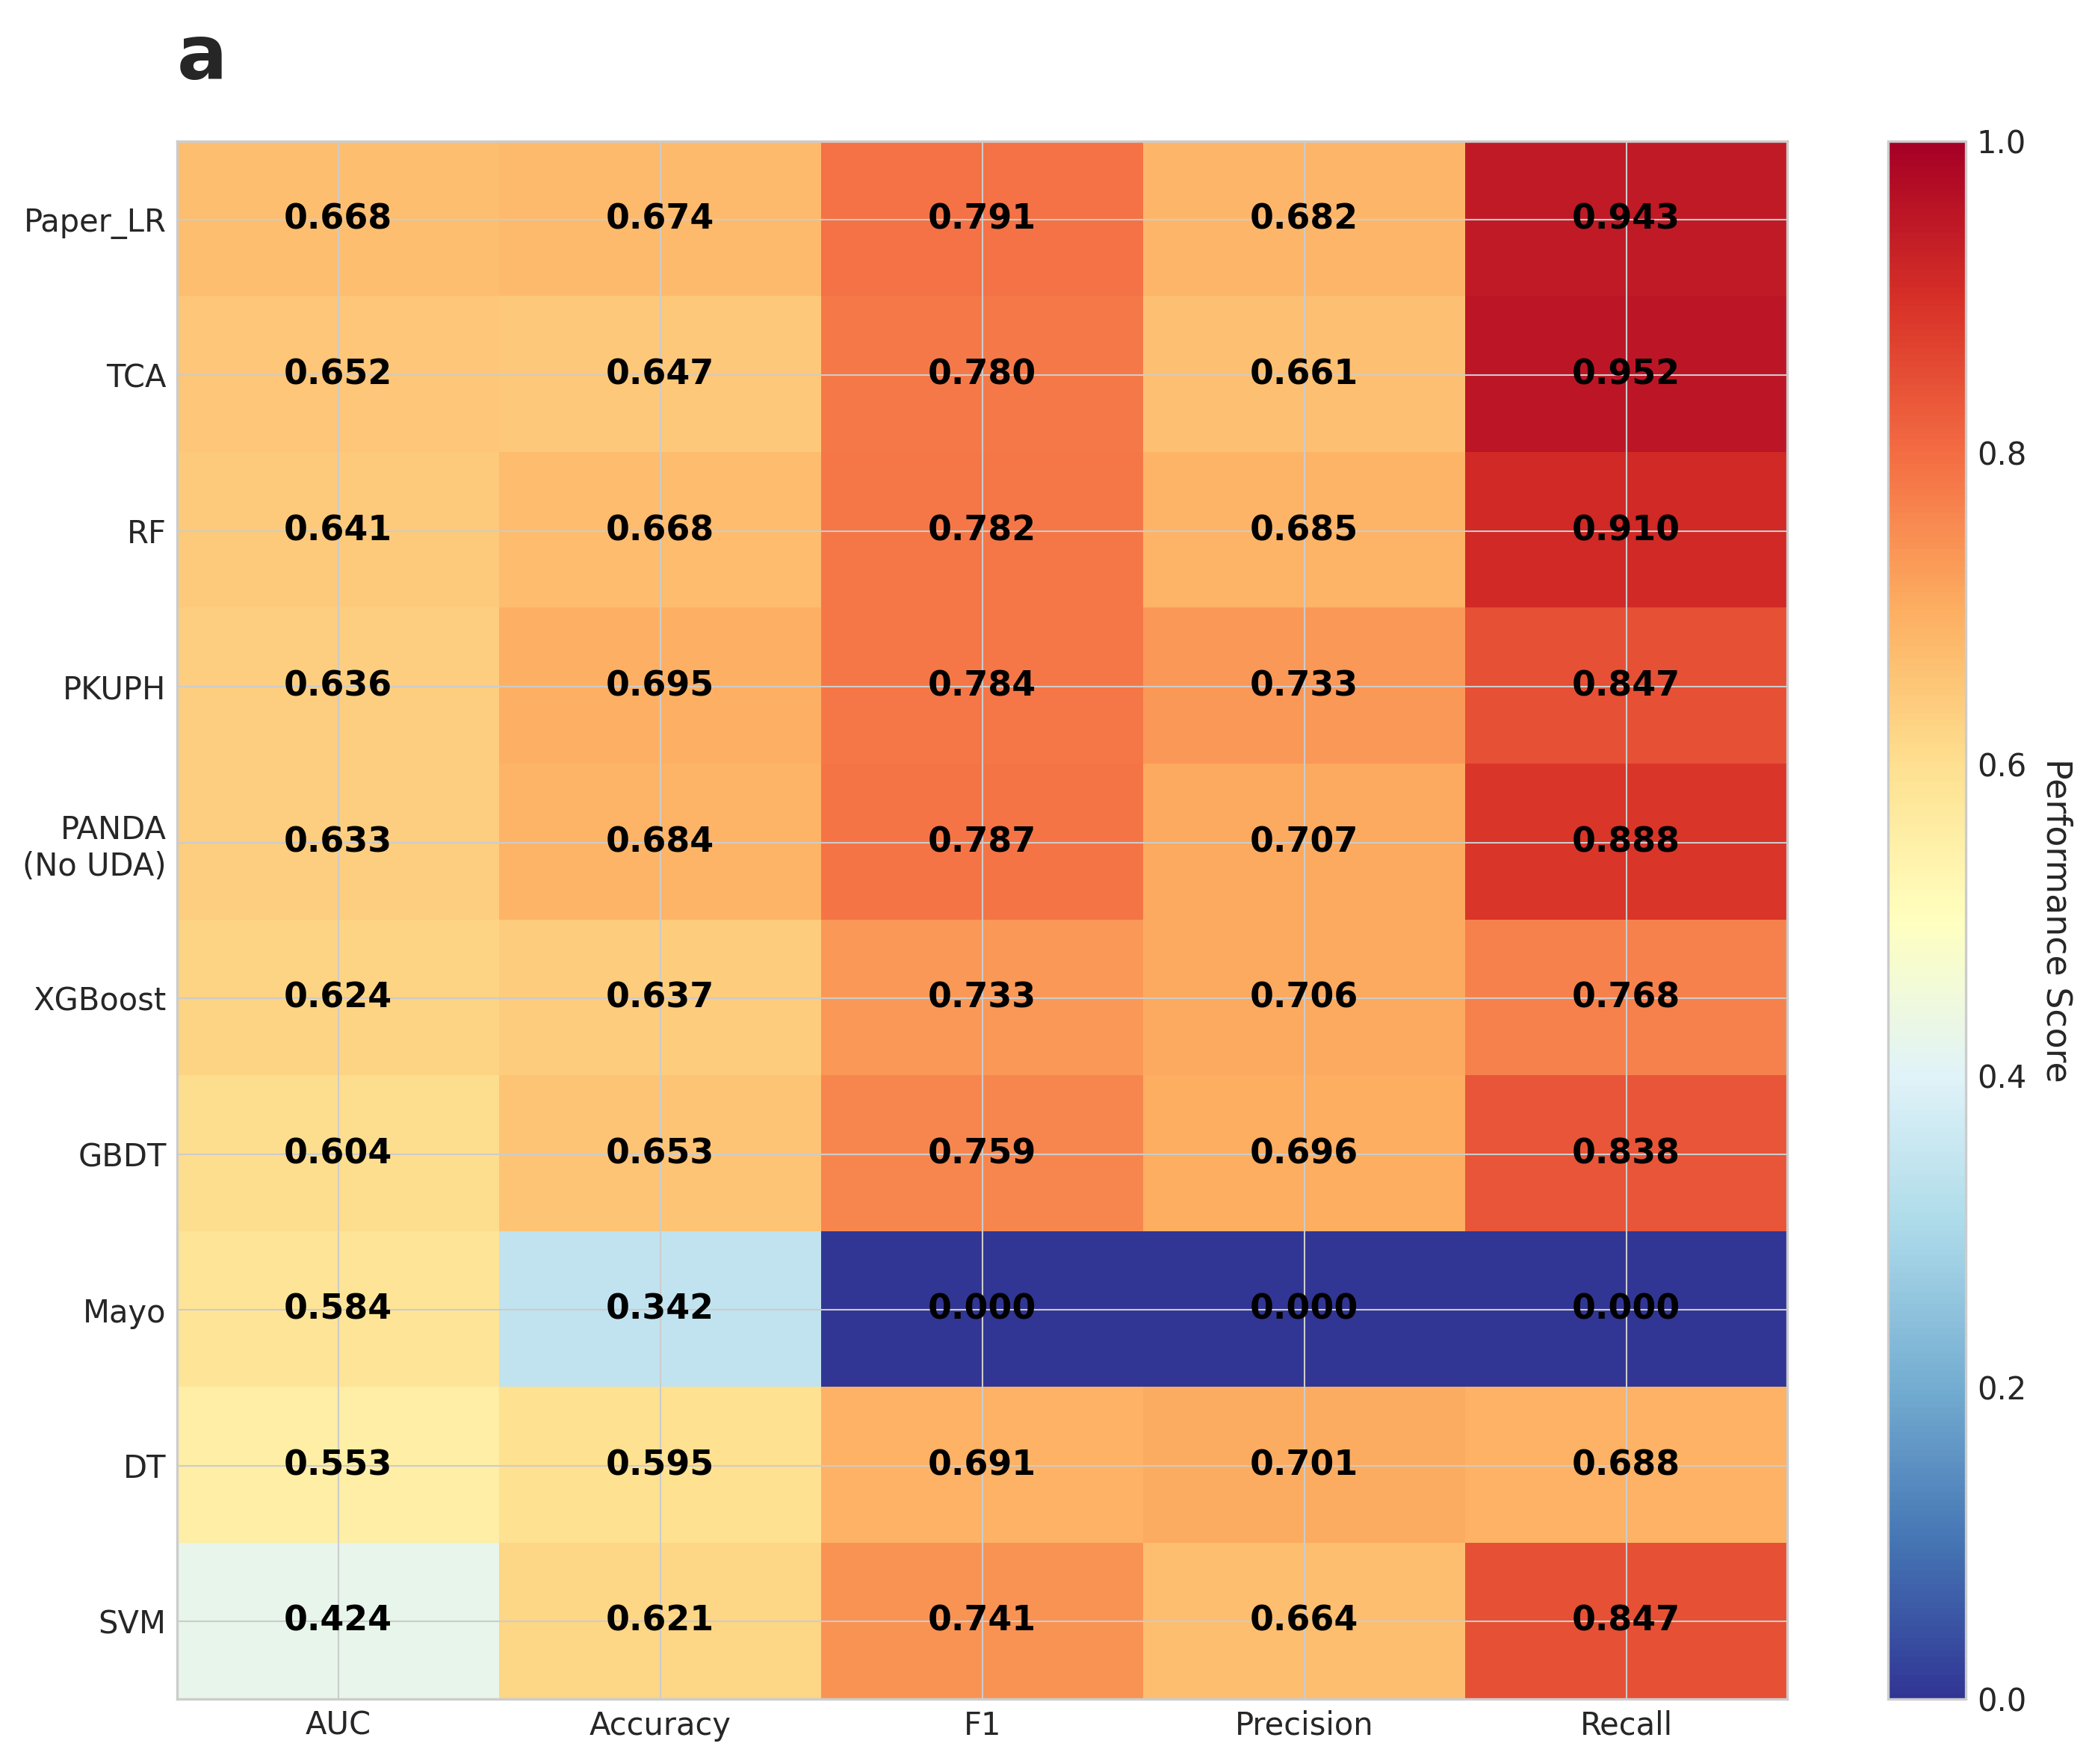 a
Paper_LR 0.668 0.674 0.791 0.682 0.943
TCA 0.652 0.647 0.780 0.661 0.952
RF 0.641 0.668 0.782 0.685 0.910
PKUPH 0.636 0.695 0.784 0.733 0.847
PANDA
(No UDA) 0.633 0.684 0.787 0.707 0.888
XGBoost 0.624 0.637 0.733 0.706 0.768
GBDT 0.604 0.653 0.759 0.696 0.838
Mayo 0.584 0.342 0.000 0.000 0.000
DT 0.553 0.595 0.691 0.701 0.688
SVM 0.424 0.621 0.741 0.664 0.847
AUC Accuracy F1 Precision Recall
1.0
0.8
0.6
0.4
0.2
0.0
Performance Score